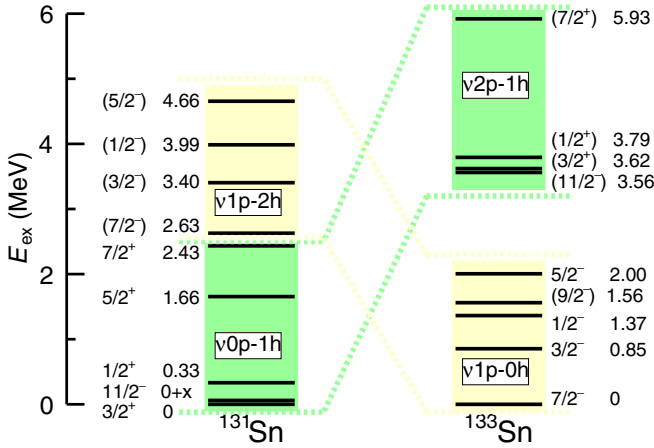 6
4
2
0
E_ex (MeV)
(5/2⁻) 4.66
(1/2⁻) 3.99
(3/2⁻) 3.40
ν1p-2h
(7/2⁻) 2.63
7/2⁺ 2.43
5/2⁺ 1.66
ν0p-1h
1/2⁺ 0.33
11/2⁻ 0+x
3/2⁺ 0
¹³¹Sn
(7/2⁺) 5.93
ν2p-1h
(1/2⁺) 3.79
(3/2⁺) 3.62
(11/2⁻) 3.56
5/2⁻ 2.00
(9/2⁻) 1.56
1/2⁻ 1.37
3/2⁻ 0.85
ν1p-0h
7/2⁻ 0
¹³³Sn